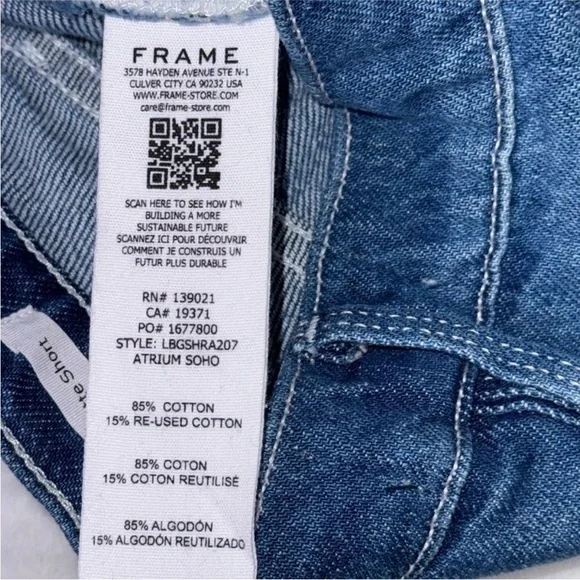 FRAME
3578 HAYDEN AVENUE STE N-1
CULVER CITY CA 90232 USA
WWW.FRAME-STORE.COM
care@frame-store.com
SCAN HERE TO SEE HOW I'M
BUILDING A MORE
SUSTAINABLE FUTURE
SCANNEZ ICI POUR DÉCOUVRIR
COMMENT JE CONSTRUIS UN
FUTUR PLUS DURABLE
RN# 139021
CA# 19371
PO# 1677800
STYLE: LBGSHRA207
ATRIUM SOHO
85% COTTON
15% RE-USED COTTON
85% COTON
15% COTON REUTILISÉ
85% ALGODÓN
15% ALGODÓN REUTILIZADO
Short